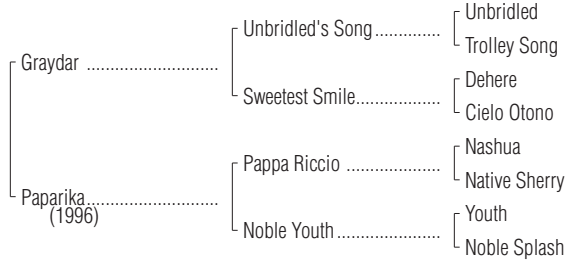 Unbridled
Unbridled's Song..............
Trolley Song
Graydar ............................
Dehere
Sweetest Smile..................
Cielo Otono
Nashua
Pappa Riccio ....................
Native Sherry
Paparika............................
(1996)
Youth
Noble Youth......................
Noble Splash